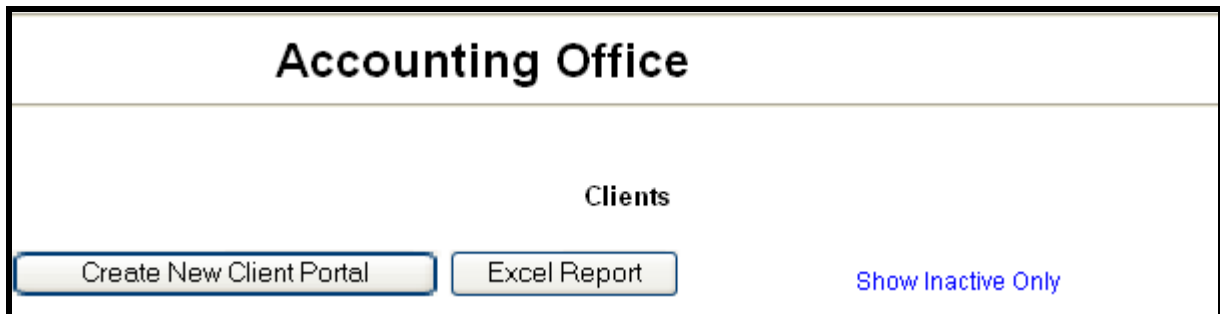 Accounting Office
Clients
Create New Client Portal Excel Report Show Inactive Only